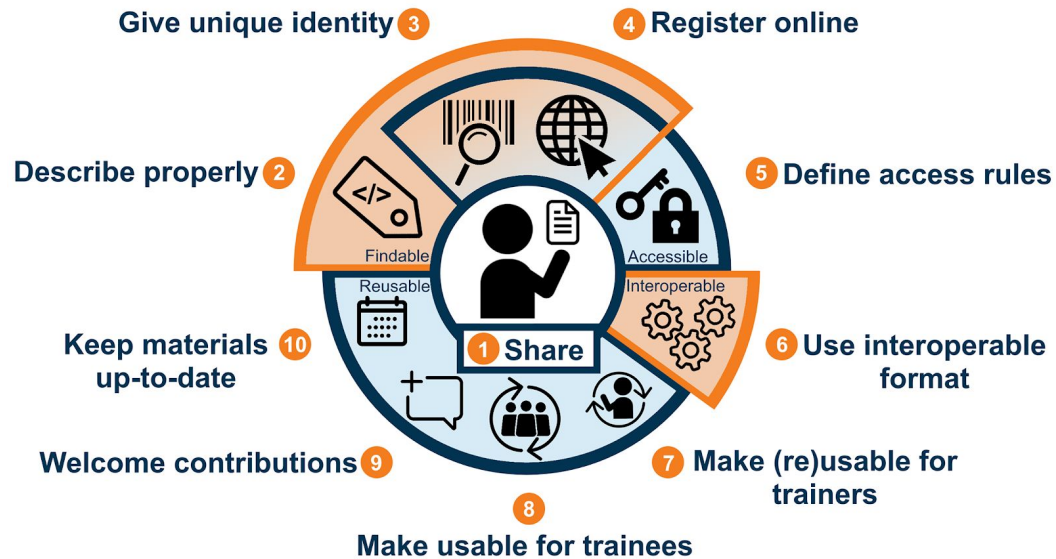 Give unique identity 3
4 Register online
Describe properly 2
5 Define access rules
</>
Findable
Accessible
Reusable
Interoperable
1 Share
Keep materials 10
up-to-date
6 Use interoperable
format
Welcome contributions 9
7 Make (re)usable for
trainers
8
Make usable for trainees